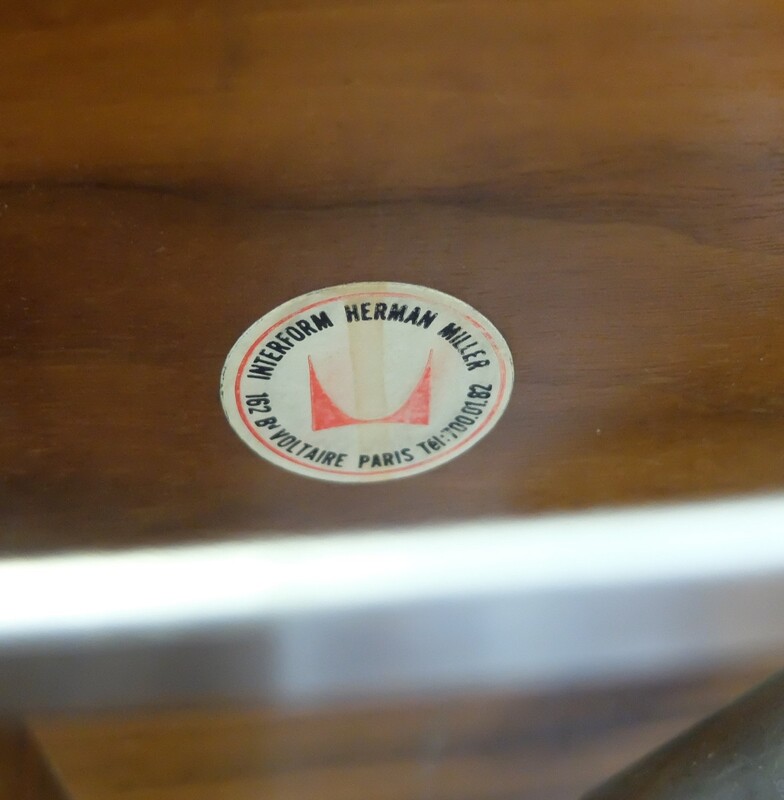 INTERFORM HERMAN MILLER
162 Bd VOLTAIRE PARIS Tél:700.01.82